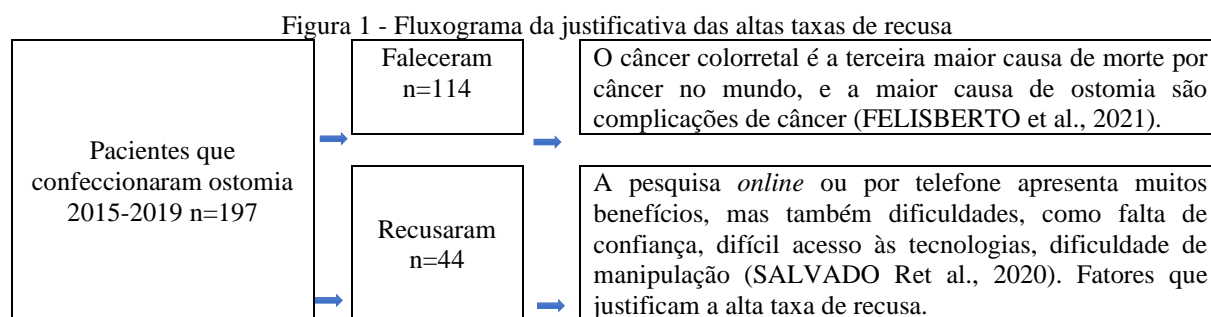 Figura 1 - Fluxograma da justificativa das altas taxas de recusa
Pacientes que
confeccionaram ostomia
2015-2019 n=197
Faleceram
n=114
O câncer colorretal é a terceira maior causa de morte por
câncer no mundo, e a maior causa de ostomia são
complicações de câncer (FELISBERTO et al., 2021).
Recusaram
n=44
A pesquisa online ou por telefone apresenta muitos
benefícios, mas também dificuldades, como falta de
confiança, difícil acesso às tecnologias, dificuldade de
manipulação (SALVADO Ret al., 2020). Fatores que
justificam a alta taxa de recusa.